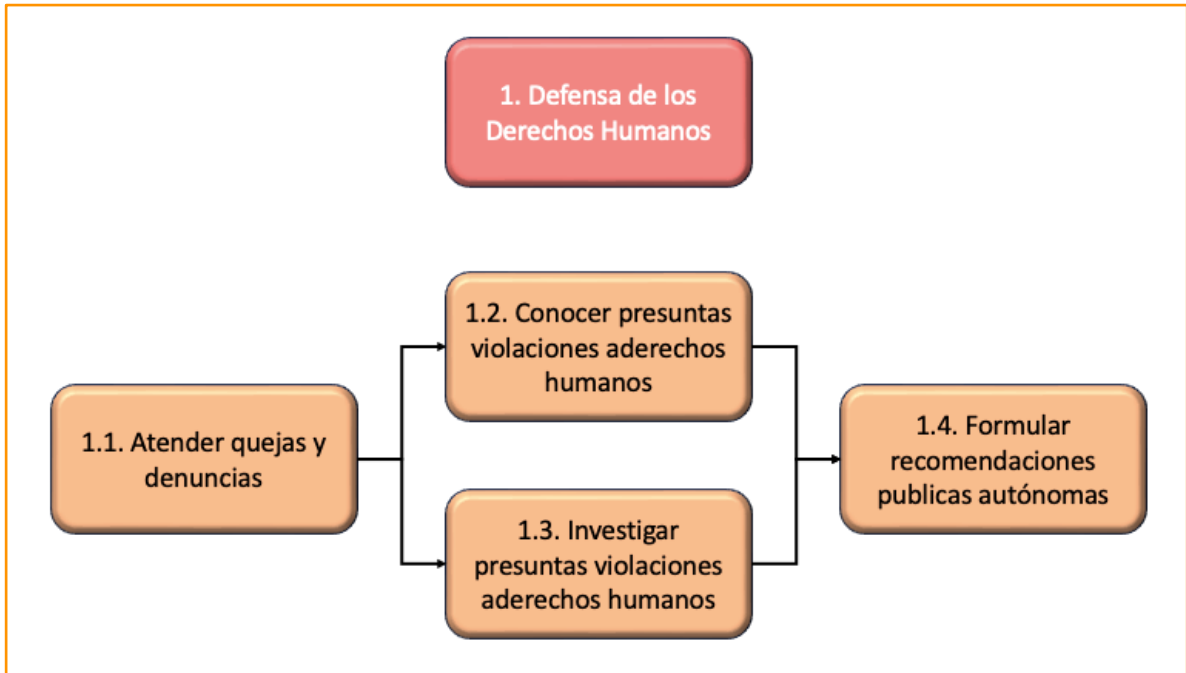 1. Defensa de los
Derechos Humanos
1.1. Atender quejas y
denuncias
1.2. Conocer presuntas
violaciones aderechos
humanos
1.3. Investigar
presuntas violaciones
aderechos humanos
1.4. Formular
recomendaciones
publicas autónomas